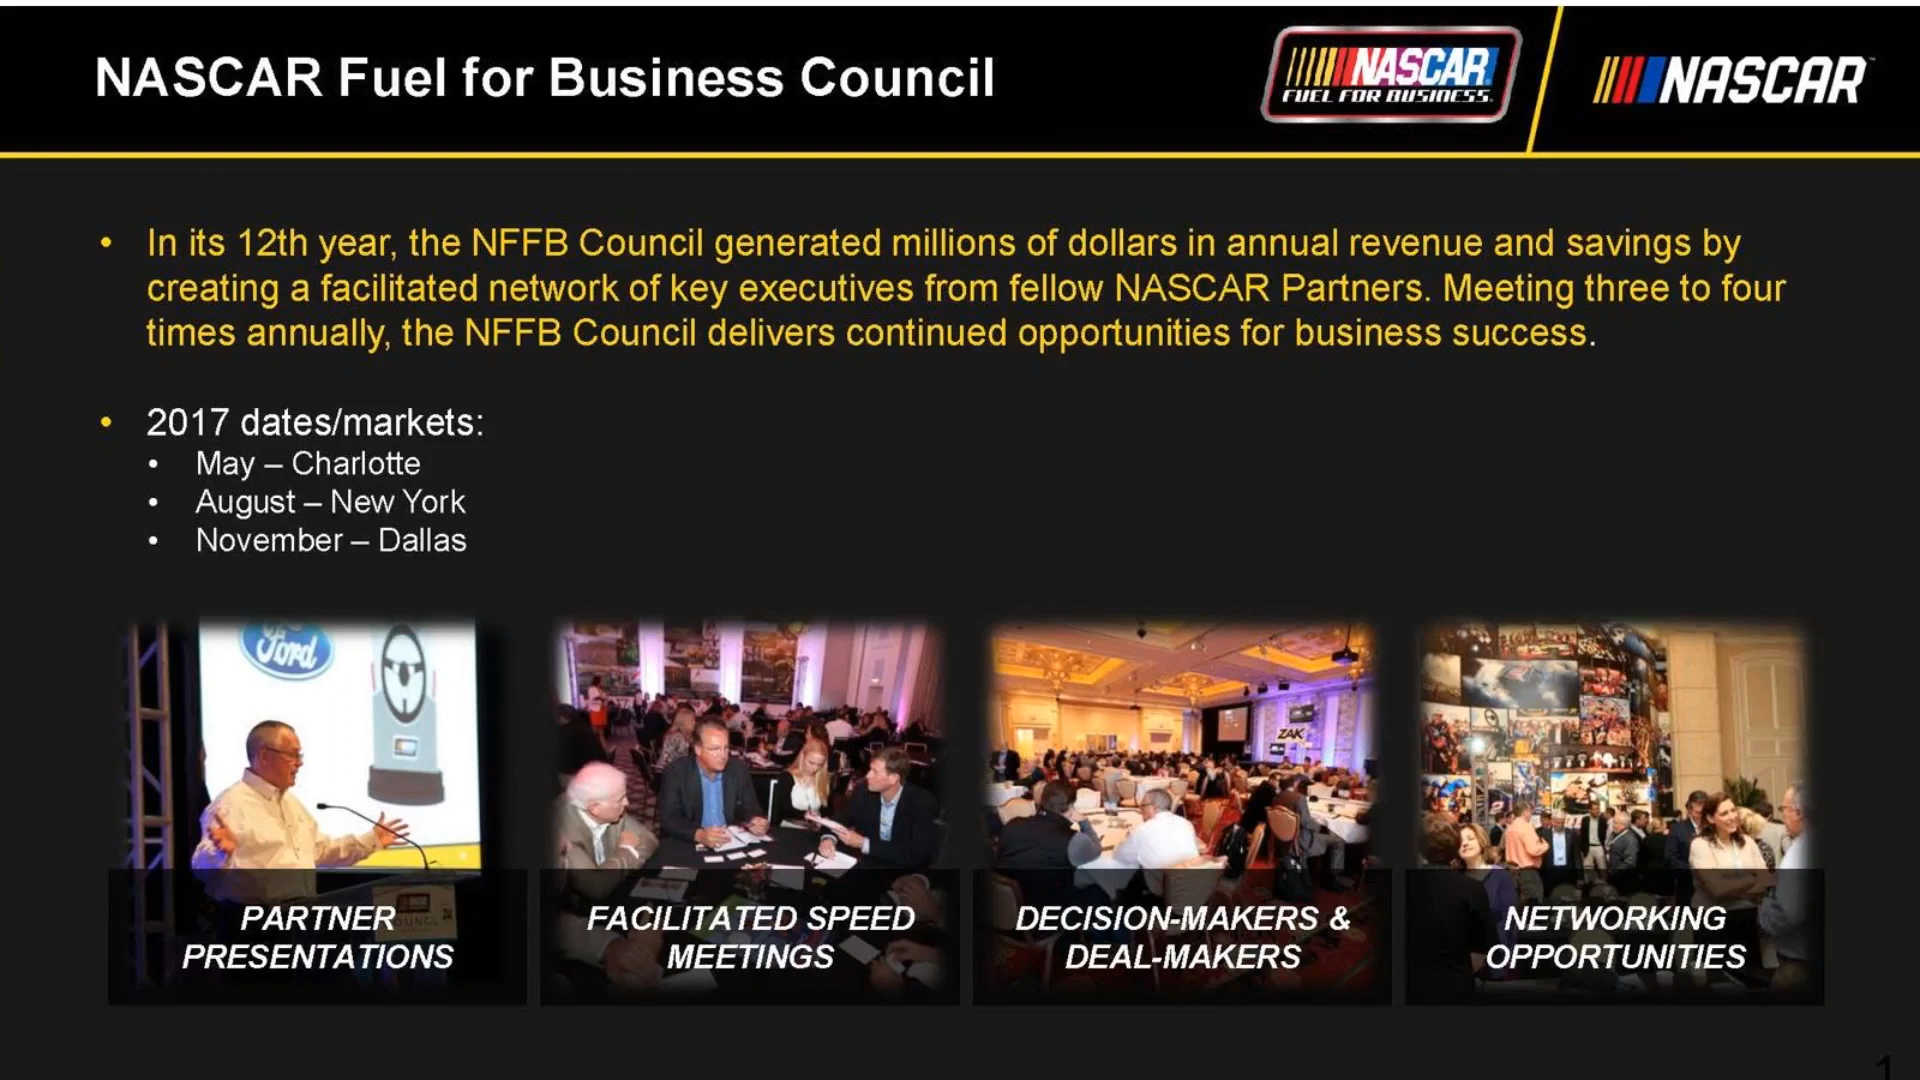 NASCAR Fuel for Business Council
NASCAR
FUEL FOR BUSINESS
NASCAR
• In its 12th year, the NFFB Council generated millions of dollars in annual revenue and savings by
creating a facilitated network of key executives from fellow NASCAR Partners. Meeting three to four
times annually, the NFFB Council delivers continued opportunities for business success.
• 2017 dates/markets:
• May – Charlotte
• August – New York
• November – Dallas
Ford
ZAK
PARTNER
PRESENTATIONS
FACILITATED SPEED
MEETINGS
DECISION-MAKERS &
DEAL-MAKERS
NETWORKING
OPPORTUNITIES
1